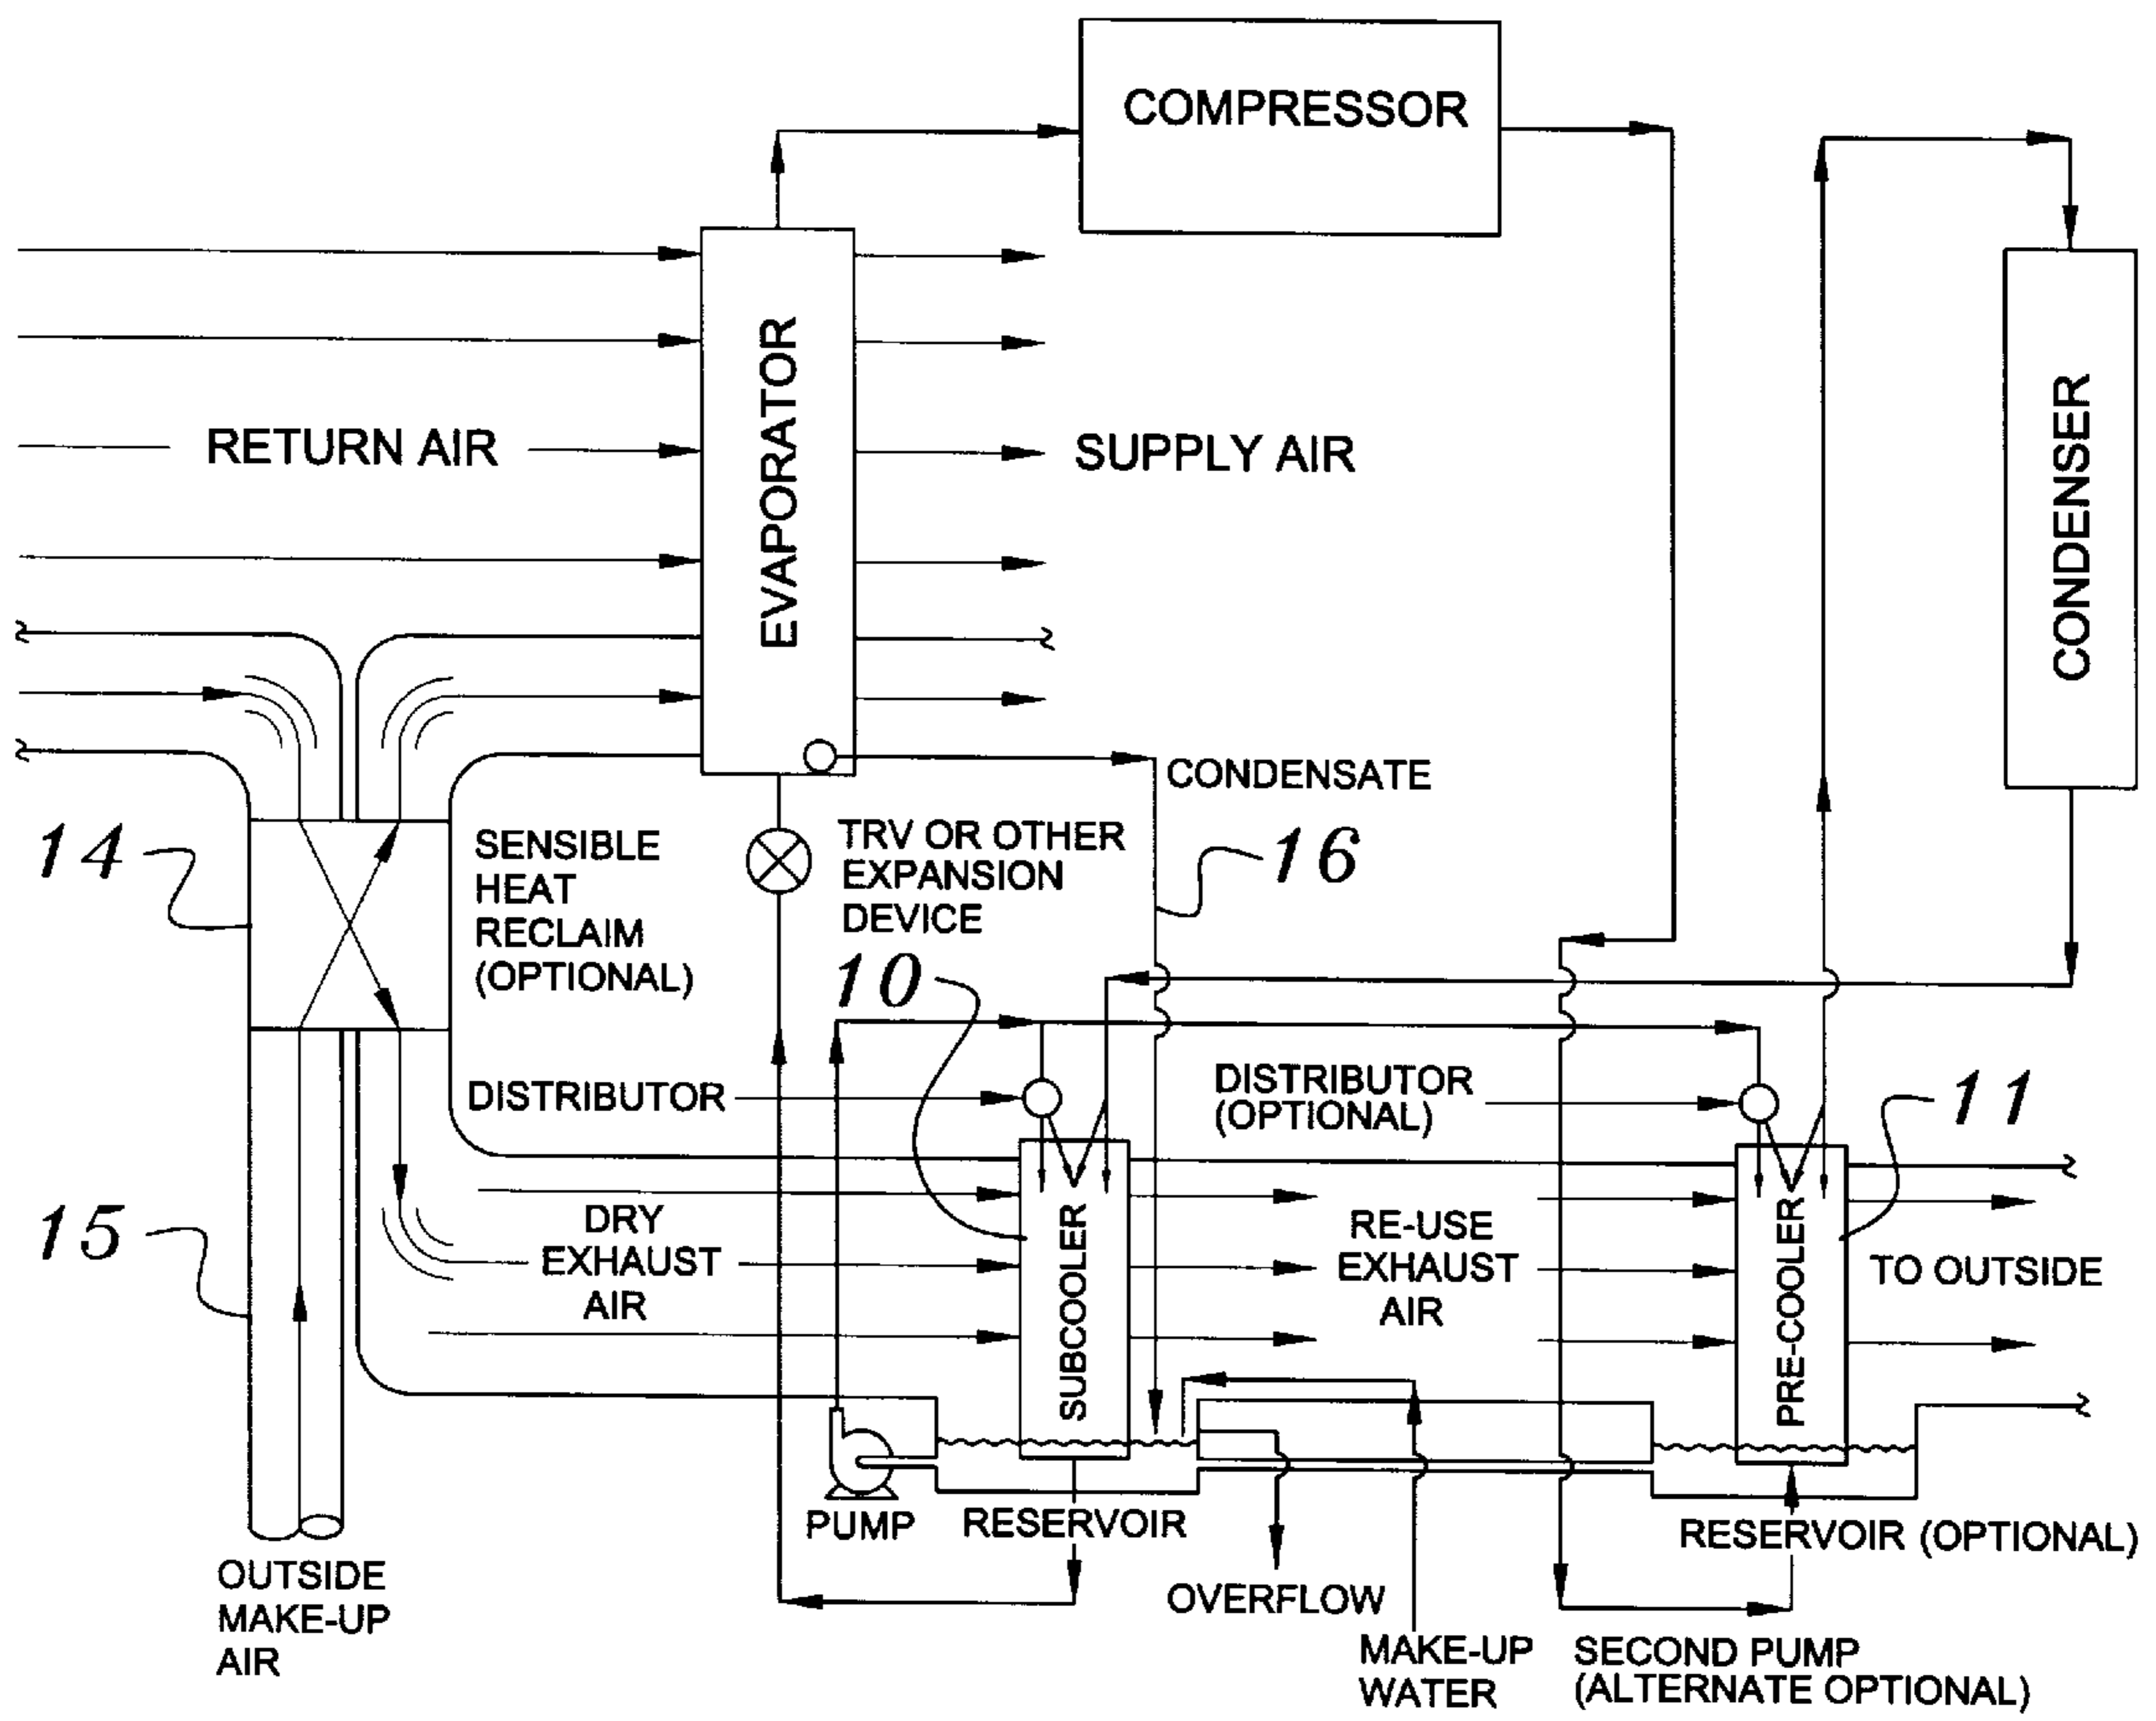 COMPRESSOR
EVAPORATOR
RETURN AIR
SUPPLY AIR
CONDENSER
CONDENSATE
14
SENSIBLE
HEAT
RECLAIM
(OPTIONAL)
TRV OR OTHER
EXPANSION
DEVICE
16
10
DISTRIBUTOR
DISTRIBUTOR
(OPTIONAL)
11
15
DRY
EXHAUST
AIR
SUBCOOLER
RE-USE
EXHAUST
AIR
PRE-COOLER
TO OUTSIDE
PUMP
RESERVOIR
RESERVOIR (OPTIONAL)
OUTSIDE
MAKE-UP
AIR
OVERFLOW
MAKE-UP
WATER
SECOND PUMP
(ALTERNATE OPTIONAL)